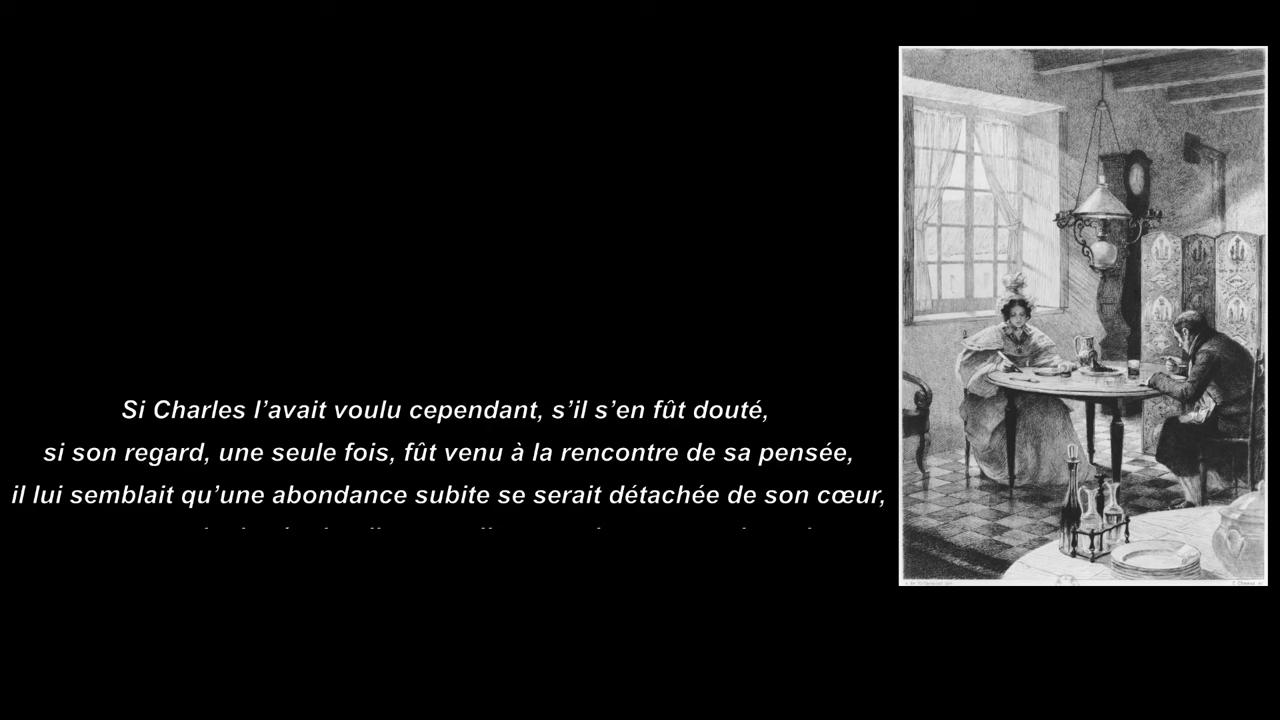 Si Charles l’avait voulu cependant, s’il s’en fût douté,
si son regard, une seule fois, fût venu à la rencontre de sa pensée,
il lui semblait qu’une abondance subite se serait détachée de son cœur,